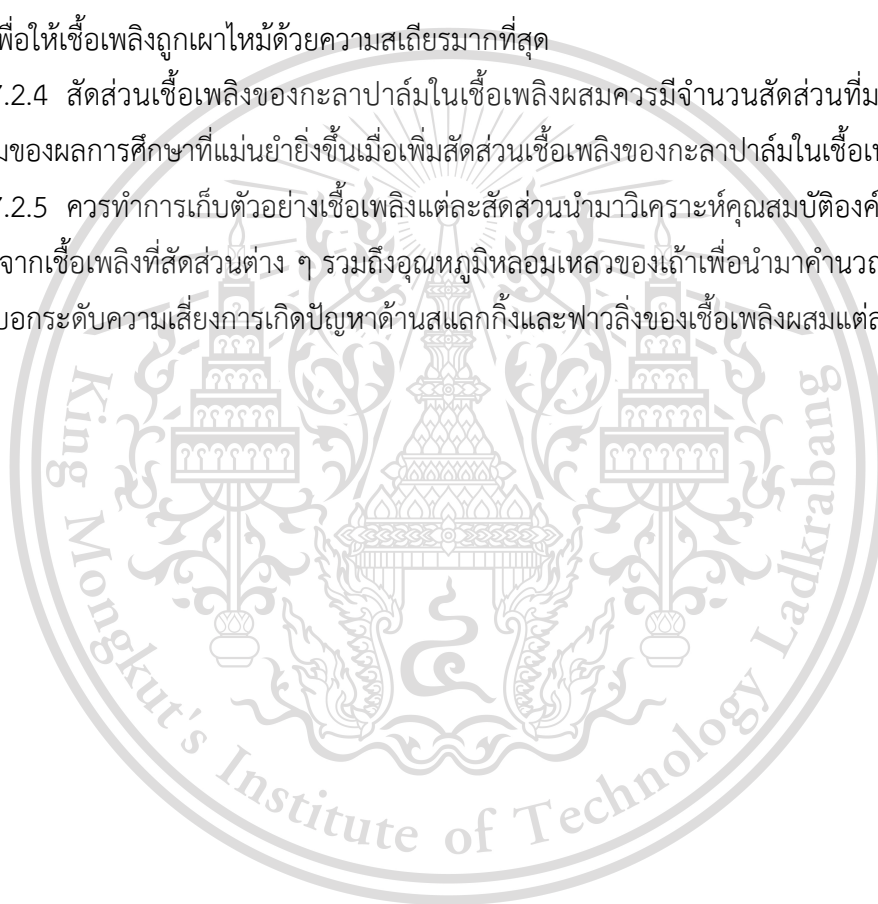 พื่อให้เชื้อเพลิงถูกเผาไหม้ด้วยความสเถียรมากที่สุด
7.2.4 สัดส่วนเชื้อเพลิงของกะลาปาล์มในเชื้อเพลิงผสมควรมีจำนวนสัดส่วนที่ม
มของผลการศึกษาที่แม่นยำยิ่งขึ้นเมื่อเพิ่มสัดส่วนเชื้อเพลิงของกะลาปาล์มในเชื้อเพ
7.2.5 ควรทำการเก็บตัวอย่างเชื้อเพลิงแต่ละสัดส่วนนำมาวิเคราะห์คุณสมบัติองค์
จากเชื้อเพลิงที่สัดส่วนต่าง ๆ รวมถึงอุณหภูมิหลอมเหลวของเถ้าเพื่อนำมาคำนวณ
บอกระดับความเสี่ยงการเกิดปัญหาด้านสแลกกิ้งและฟาวลิ่งของเชื้อเพลิงผสมแต่ล
King Mongkut's Institute of Technology Ladkrabang